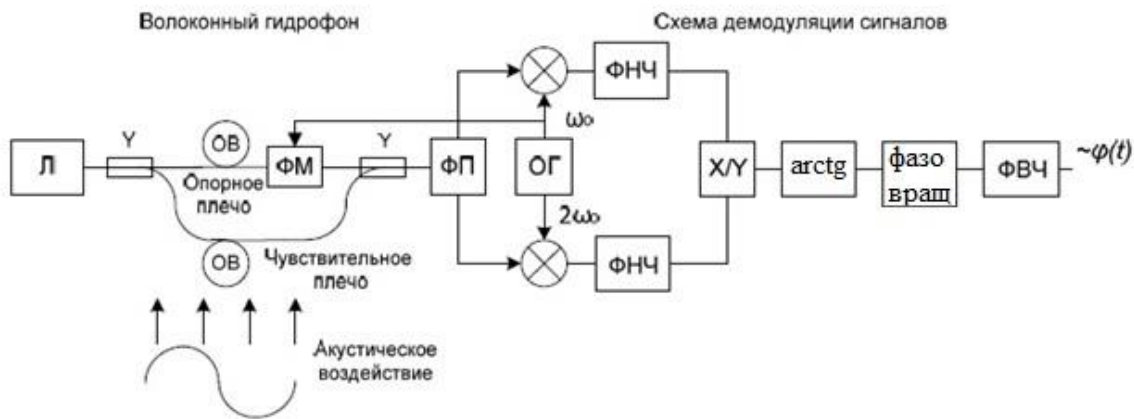 Волоконный гидрофон
Схема демодуляции сигналов
Л
Y
ОВ
Опорное
плечо
ФМ
Y
ФП
ω₀
ОГ
2ω₀
ФНЧ
ФНЧ
X/Y
arctg
фазо
вращ
ФВЧ
~φ(t)
ОВ
Чувствительное
плечо
Акустическое
воздействие